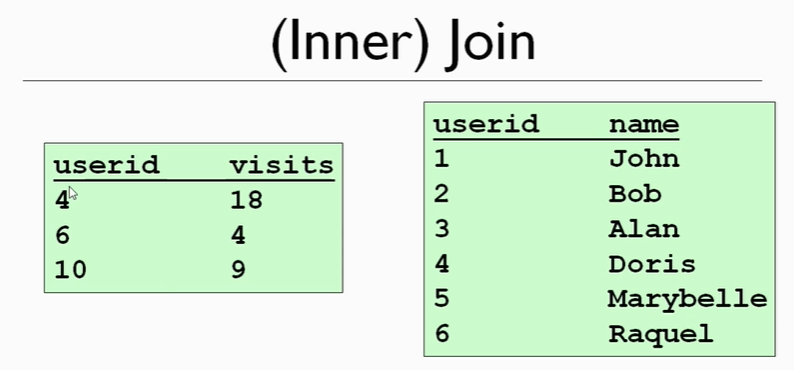 (Inner) Join
userid visits
4 18
6 4
10 9
userid name
1 John
2 Bob
3 Alan
4 Doris
5 Marybelle
6 Raquel